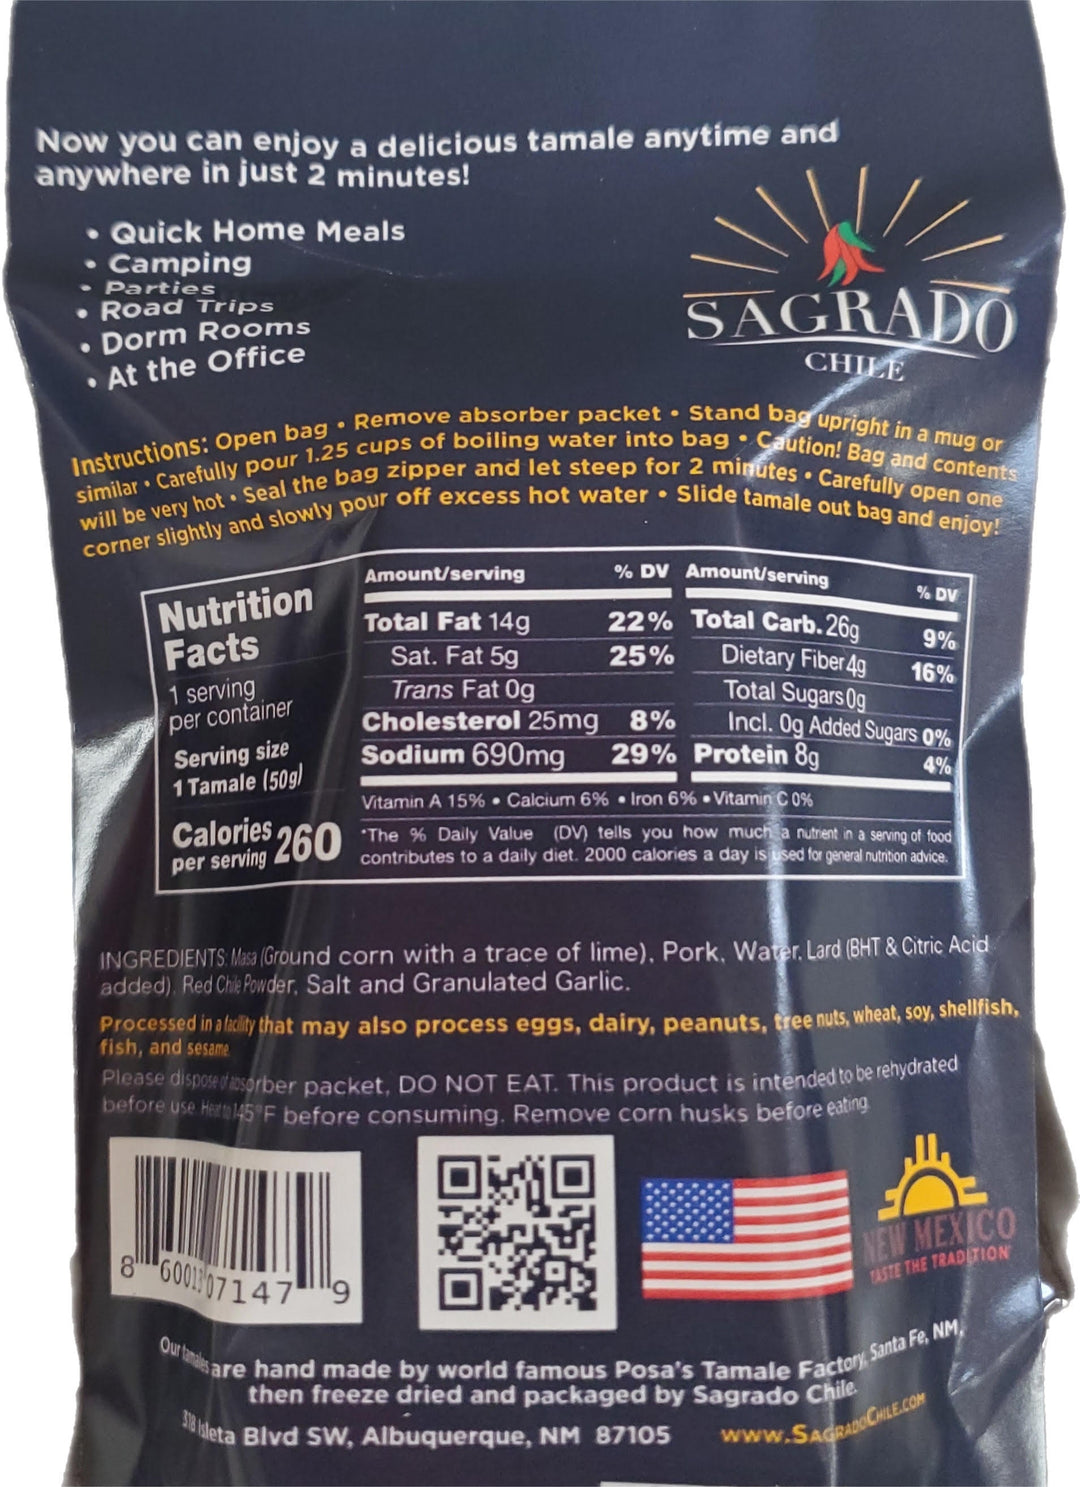 Now you can enjoy a delicious tamale anytime and
anywhere in just 2 minutes!
• Quick Home Meals
• Camping
• Parties
• Road Trips
• Dorm Rooms
• At the Office
SAGRADO
CHILE
Instructions: Open bag • Remove absorber packet • Stand bag upright in a mug or
similar • Carefully pour 1.25 cups of boiling water into bag • Caution! Bag and contents
will be very hot • Seal the bag zipper and let steep for 2 minutes • Carefully open one
corner slightly and slowly pour off excess hot water • Slide tamale out bag and enjoy!
Nutrition
Facts
1 serving
per container
Serving size
1 Tamale (50g)
Calories
per serving 260
Amount/serving % DV
Total Fat 14g 22%
Sat. Fat 5g 25%
Trans Fat 0g
Cholesterol 25mg 8%
Sodium 690mg 29%
Amount/serving % DV
Total Carb. 26g 9%
Dietary Fiber 4g 16%
Total Sugars 0g
Incl. 0g Added Sugars 0%
Protein 8g 4%
Vitamin A 15% • Calcium 6% • Iron 6% • Vitamin C 0%
*The % Daily Value (DV) tells you how much a nutrient in a serving of food
contributes to a daily diet. 2000 calories a day is used for general nutrition advice.
INGREDIENTS: Masa (Ground corn with a trace of lime), Pork, Water, Lard (BHT & Citric Acid
added), Red Chile Powder, Salt and Granulated Garlic.
Processed in a facility that may also process eggs, dairy, peanuts, tree nuts, wheat, soy, shellfish,
fish, and sesame
Please dispose of absorber packet, DO NOT EAT. This product is intended to be rehydrated
before use. Heat to 145°F before consuming. Remove corn husks before eating.
8 60013 07147 9
NEW MEXICO
TASTE THE TRADITION
Our tamales are hand made by world famous Posa's Tamale Factory, Santa Fe, NM,
then freeze dried and packaged by Sagrado Chile.
318 Isleta Blvd SW, Albuquerque, NM 87105 www.SagradoChile.com